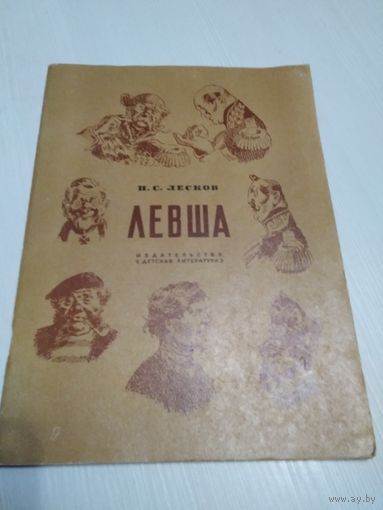 Н. С. ЛЕСКОВ
ЛЕВША
ИЗДАТЕЛЬСТВО
«ДЕТСКАЯ ЛИТЕРАТУРА»
www.ay.by